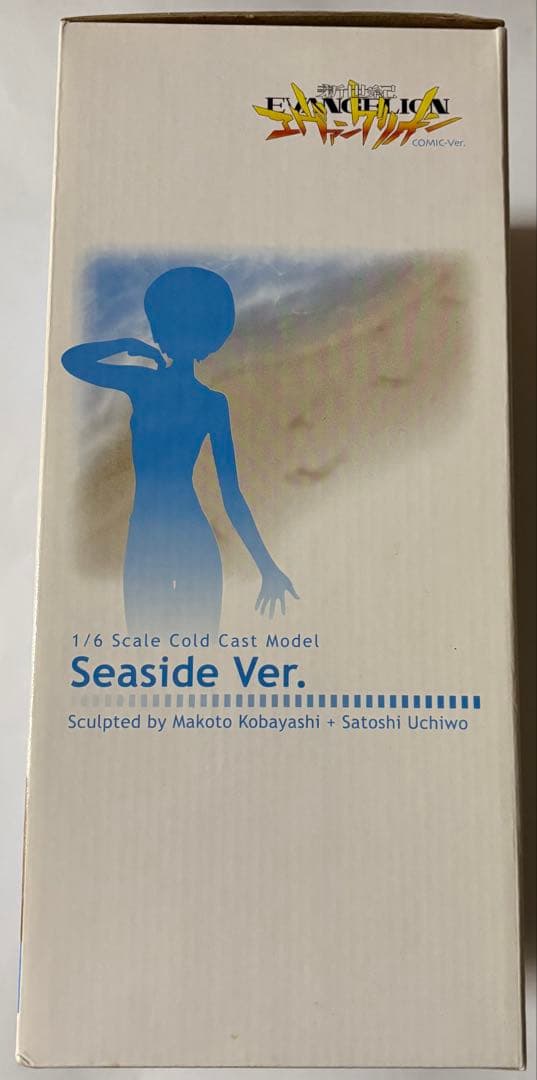 新世紀
EVANGELION
エヴァンゲリオン
COMIC-Ver.
1/6 Scale Cold Cast Model
Seaside Ver.
Sculpted by Makoto Kobayashi + Satoshi Uchiwo